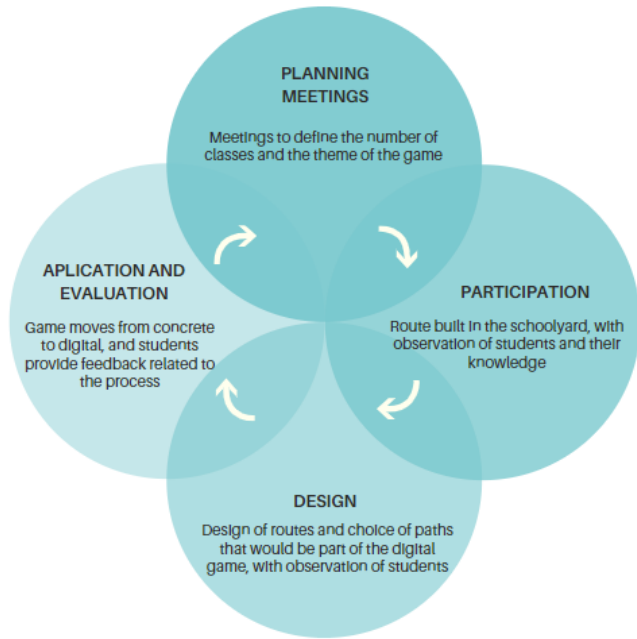 PLANNING
MEETINGS
Meetings to define the number of
classes and the theme of the game
PARTICIPATION
Route built in the schoolyard, with
observation of students and their
knowledge
DESIGN
Design of routes and choice of paths
that would be part of the digital
game, with observation of students
APLICATION AND
EVALUATION
Game moves from concrete
to digital, and students
provide feedback related to
the process